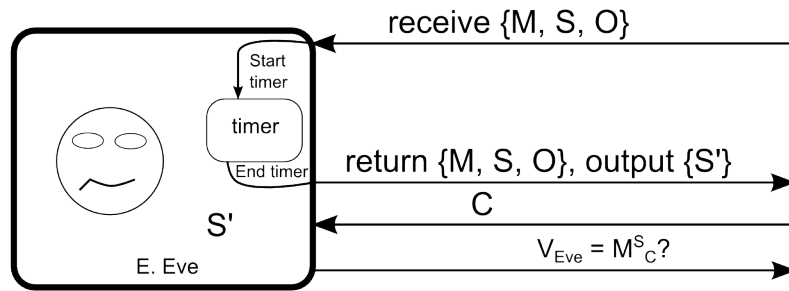 receive {M, S, O}
Start
timer
timer
End timer
return {M, S, O}, output {S'}
C
S'
V_Eve = M^S_C?
E. Eve